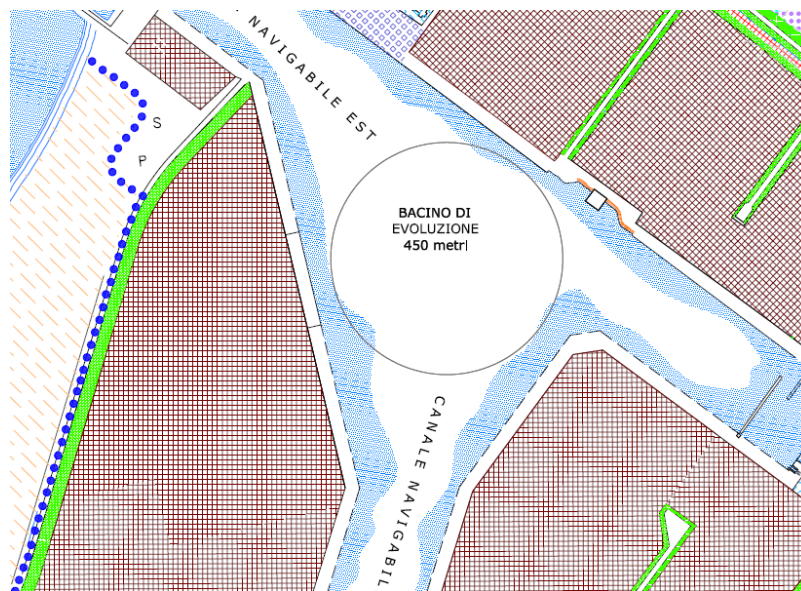 NAVIGABILE EST
S
P
BACINO DI
EVOLUZIONE
450 metri
CANALE NAVIGABIL